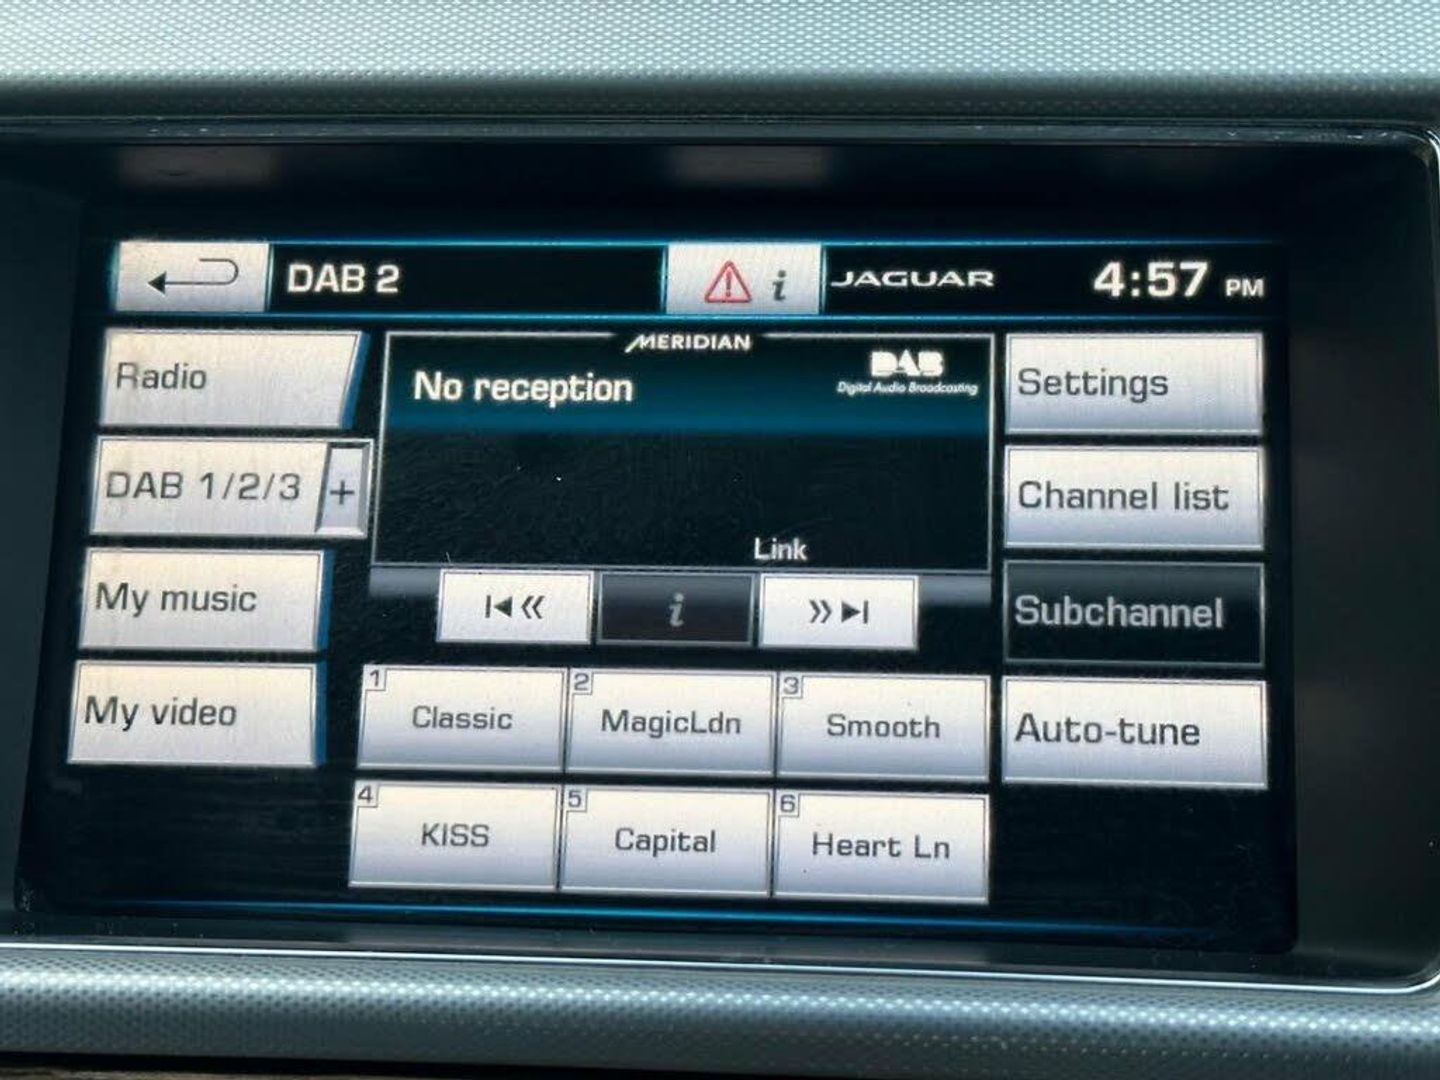 DAB 2
i
JAGUAR
4:57 PM
Radio
MERIDIAN
No reception
DAB
Digital Audio Broadcasting
Settings
DAB 1/2/3 +
Channel list
Link
My music
i
Subchannel
My video
1 Classic
2 MagicLdn
3 Smooth
Auto-tune
4 KISS
5 Capital
6 Heart Ln